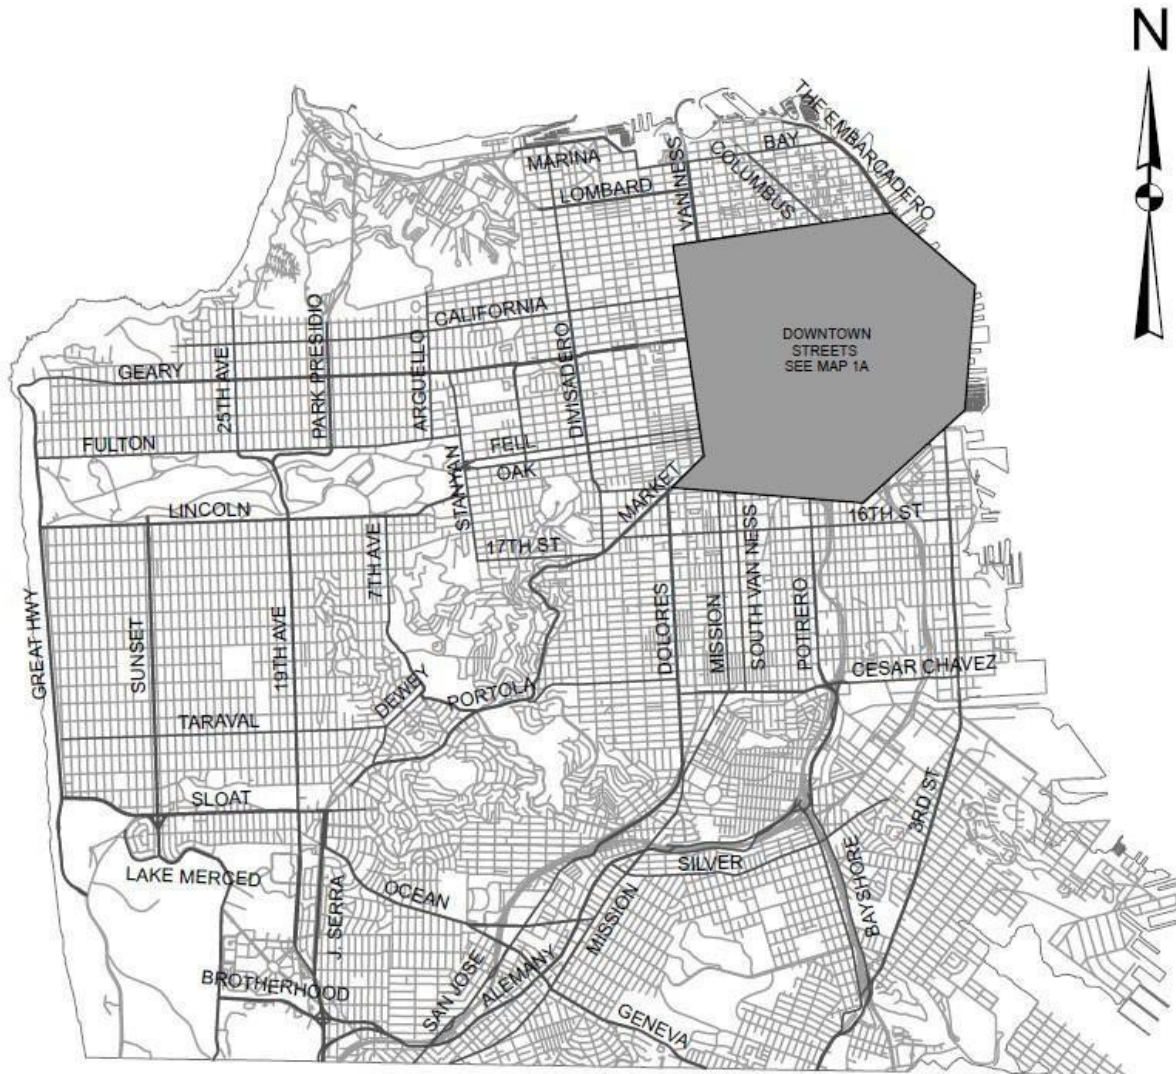 N
THE EMBARCADERO
BAY
COLUMBUS
MARINA
LOMBARD
VAN NESS
CALIFORNIA
DOWNTOWN
STREETS
SEE MAP 1A
GEARY
25TH AVE
PARK PRESIDIO
ARGUELLO
DIVISADERO
FULTON
FELL
OAK
STANYAN
MARKET
LINCOLN
16TH ST
17TH ST
7TH AVE
GREAT HWY
SUNSET
19TH AVE
DOLORES
MISSION
SOUTH VAN NESS
POTRERO
CESAR CHAVEZ
DEWEY
PORTOLA
TARAVAL
SLOAT
3RD ST
LAKE MERCED
OCEAN
SILVER
BAYSHORE
J. SERRA
MISSION
BROTHERHOOD
SAN JOSE
ALEMANY
GENEVA